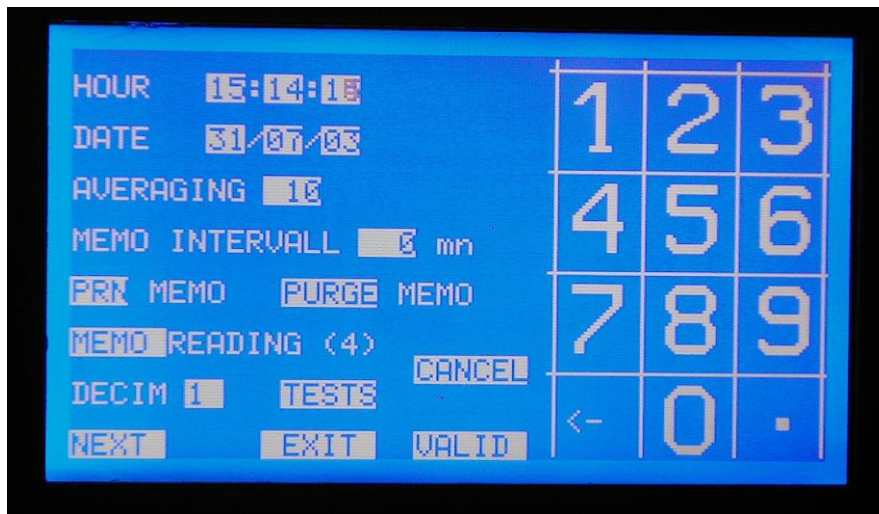 HOUR 15:14:18
DATE 31/07/03
AVERAGING 10
MEMO INTERVALL 0 mn
PRN MEMO PURGE MEMO
MEMO READING (4)
CANCEL
DECIM 1 TESTS
NEXT EXIT VALID
1 2 3
4 5 6
7 8 9
<- 0 .